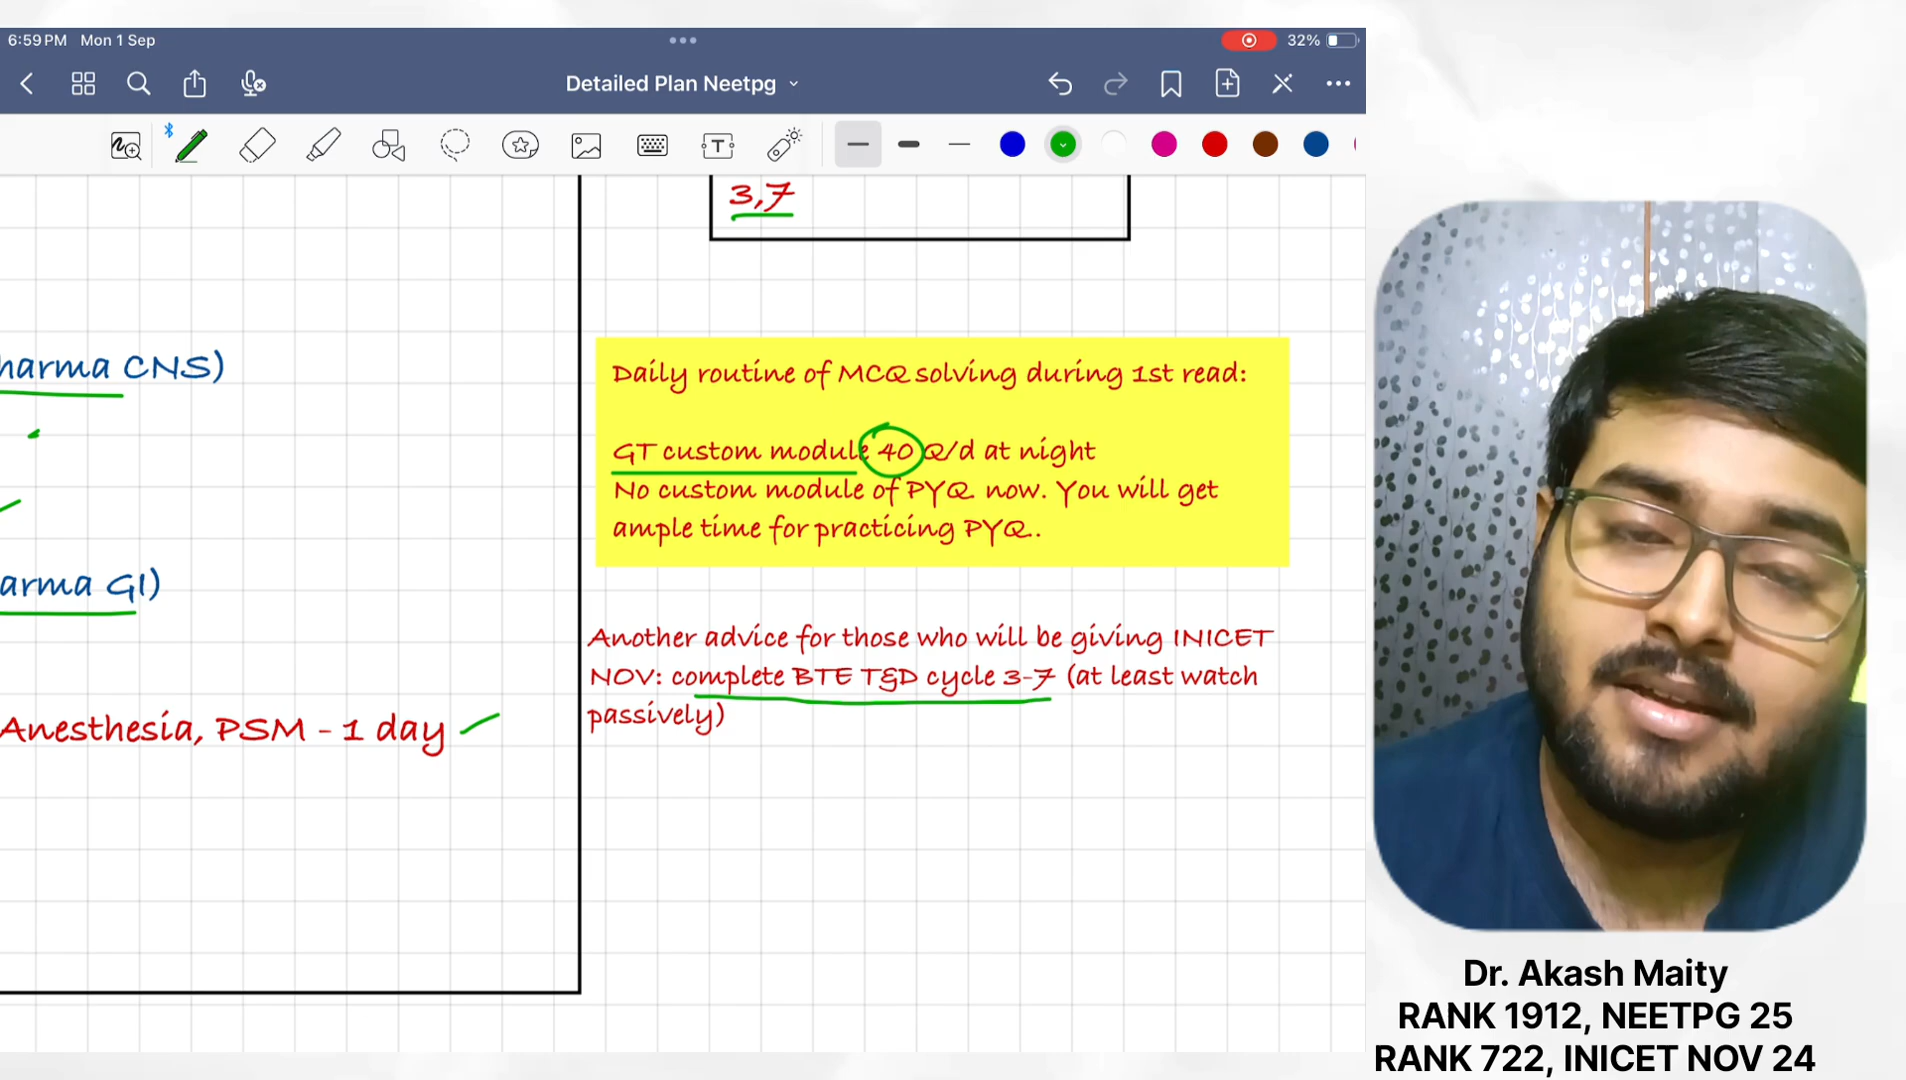 6:59 PM Mon 1 Sep
32%
Detailed Plan Neetpg
T
3,7
harma CNS)
arma GI)
Anesthesia, PSM - 1 day
Daily routine of MCQ solving during 1st read:
GT custom module 40 Q/d at night
No custom module of PYQ now. You will get
ample time for practicing PYQ..
Another advice for those who will be giving INICET
NOV: complete BTE T&D cycle 3-7 (at least watch
passively)
Dr. Akash Maity
RANK 1912, NEETPG 25
RANK 722, INICET NOV 24